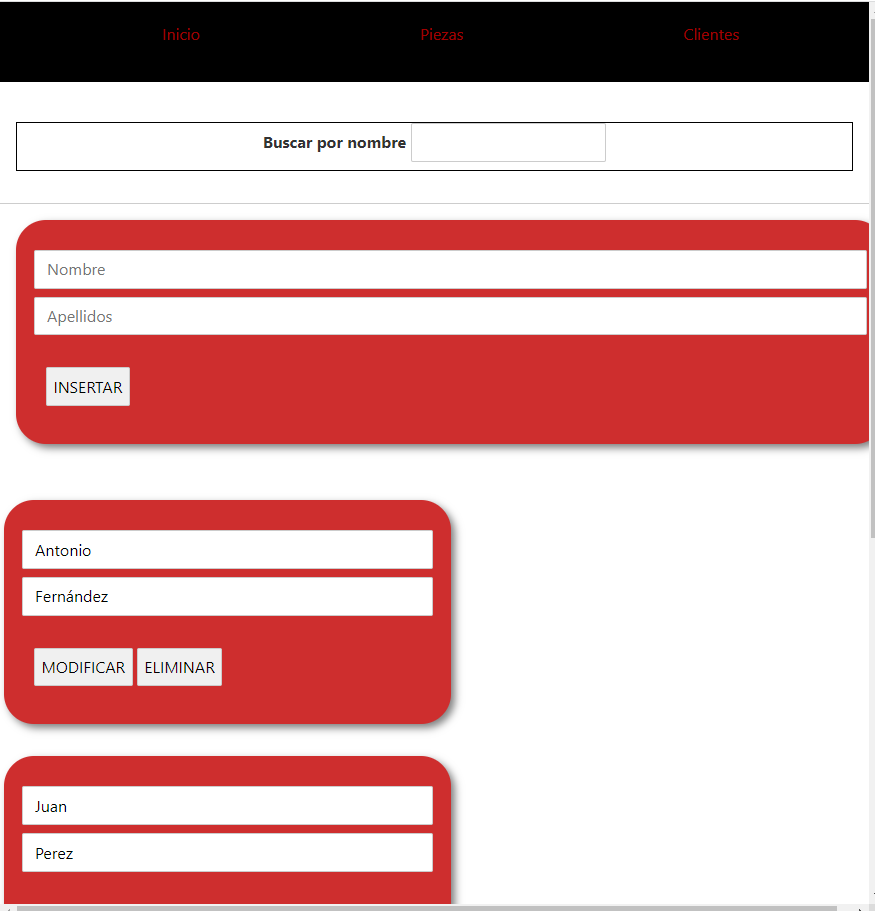 Inicio Piezas Clientes
Buscar por nombre
Nombre
Apellidos
INSERTAR
Antonio
Fernández
MODIFICAR ELIMINAR
Juan
Perez